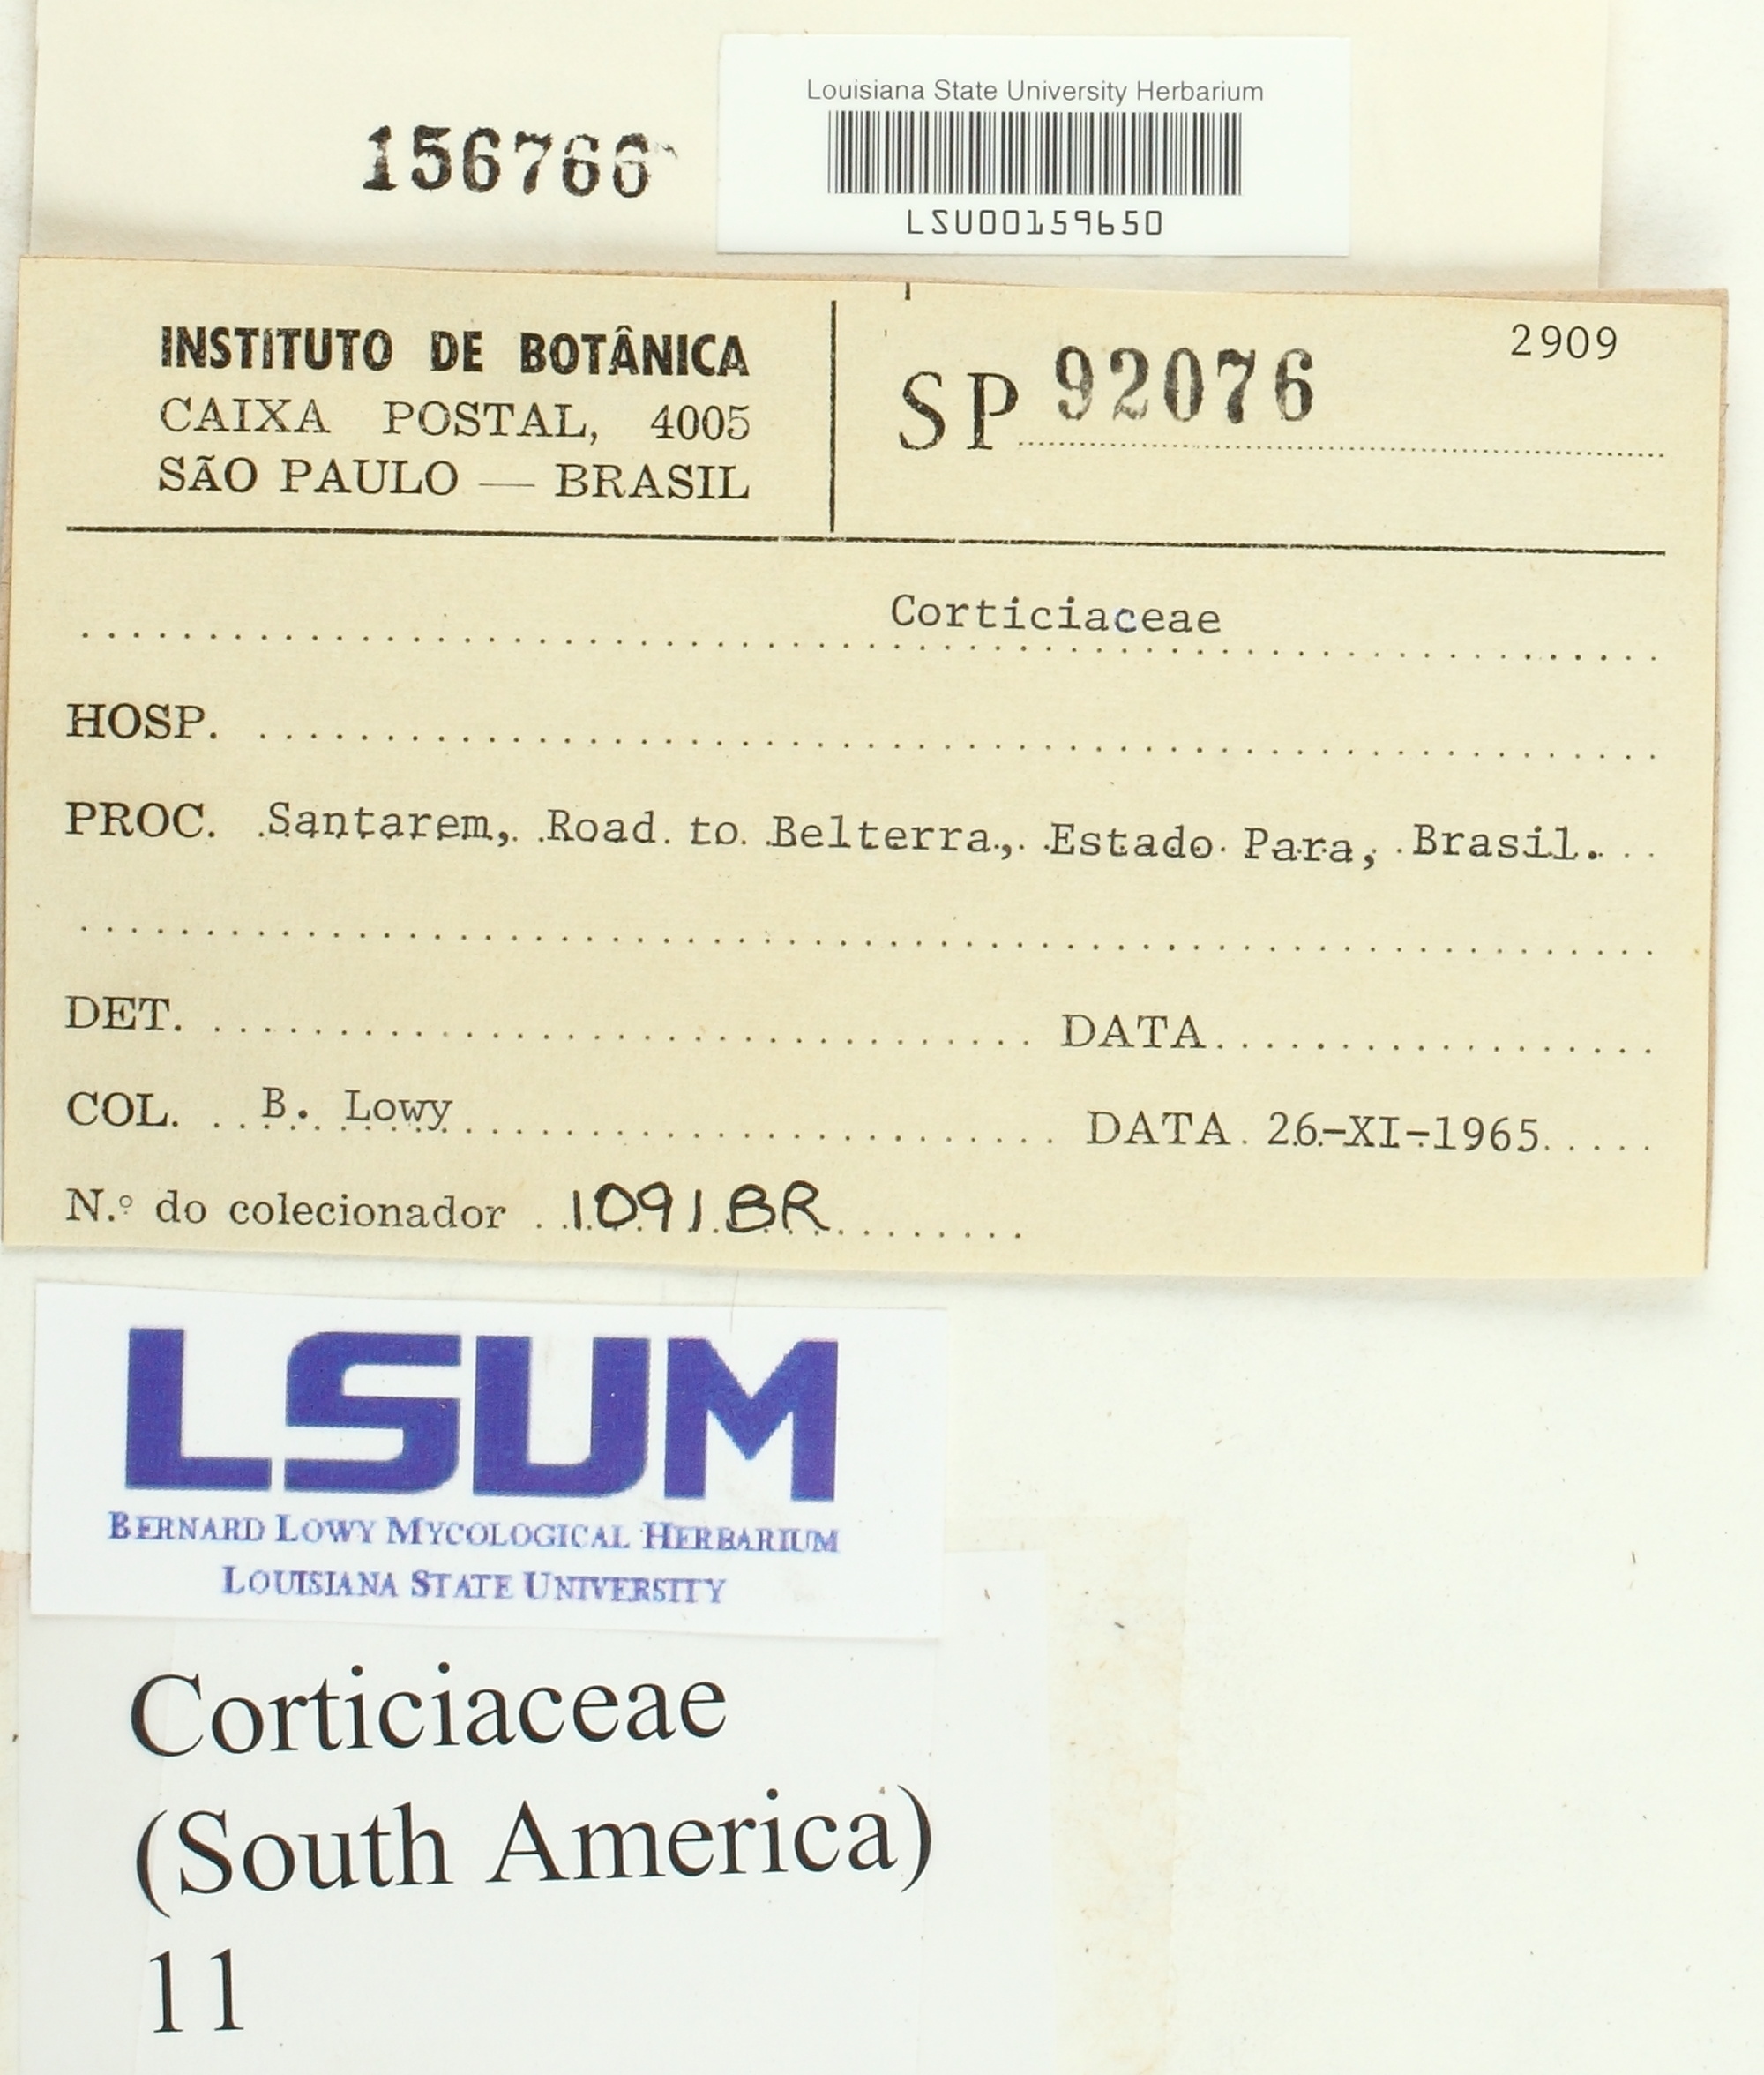 Louisiana State University Herbarium
156766
LSU00159650
INSTITUTO DE BOTÂNICA
CAIXA POSTAL, 4005
SÃO PAULO — BRASIL
2909
SP 92076
Corticiaceae
HOSP.
PROC. Santarem, Road to Belterra, Estado Para, Brasil.
DET. DATA
COL. B. Lowy DATA 26-XI-1965
N.º do colecionador 1091BR
LSUM
BERNARD LOWY MYCOLOGICAL HERBARIUM
LOUISIANA STATE UNIVERSITY
Corticiaceae
(South America)
11